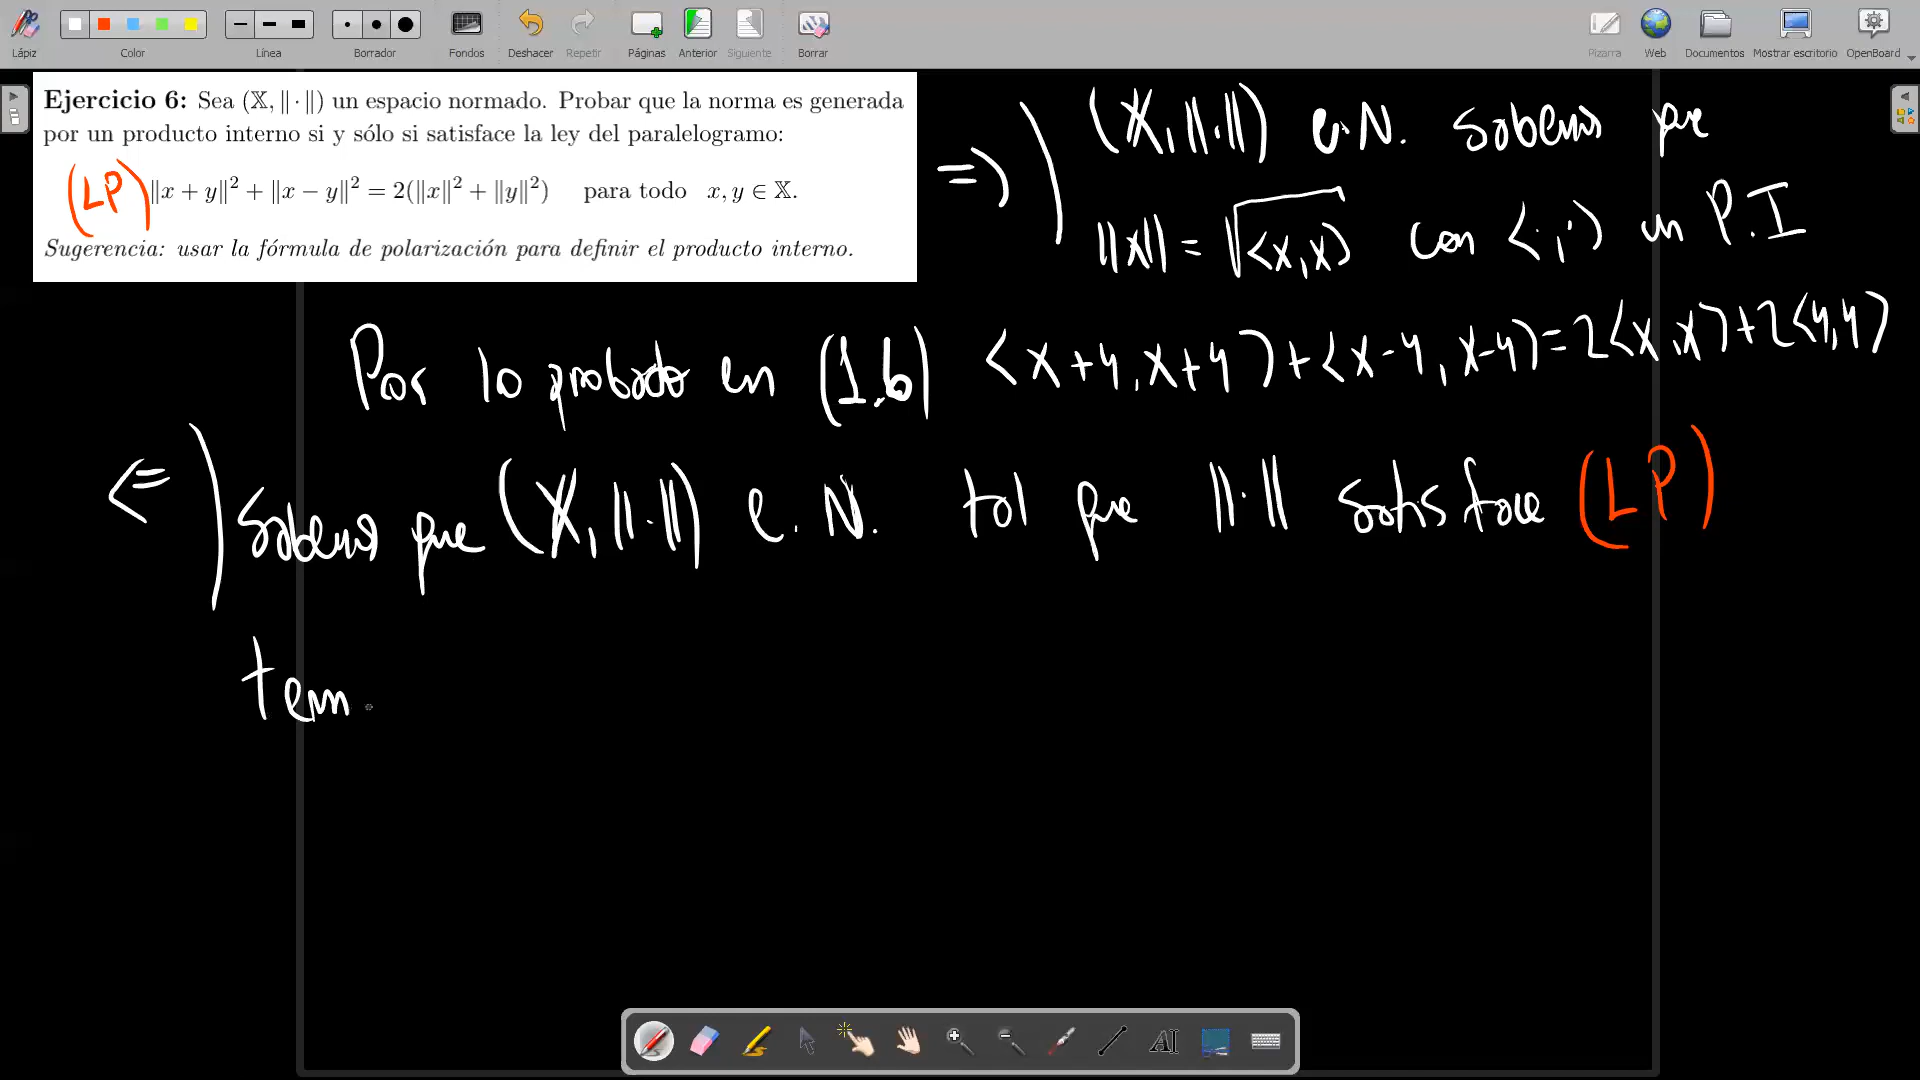 Lápiz Color Línea Borrador Fondos Deshacer Repetir Páginas Anterior Siguiente Borrar Pizarra Web Documentos Mostrar escritorio OpenBoard
Ejercicio 6: Sea (𝕏, ‖ · ‖) un espacio normado. Probar que la norma es generada
por un producto interno si y sólo si satisface la ley del paralelogramo:
(LP) ‖x + y‖² + ‖x − y‖² = 2(‖x‖² + ‖y‖²) para todo x, y ∈ 𝕏.
Sugerencia: usar la fórmula de polarización para definir el producto interno.
⇒) (X, ‖·‖) e.N. sabems que
‖x‖ = √<x,x> con <·,·> un P.I
Por lo probado en (1.b) <x+y, x+y> + <x-y, x-y> = 2<x,x> + 2<y,y>
⇐) sabems que (X, ‖·‖) e.N. tal que ‖·‖ satisface (LP)
tem
AI